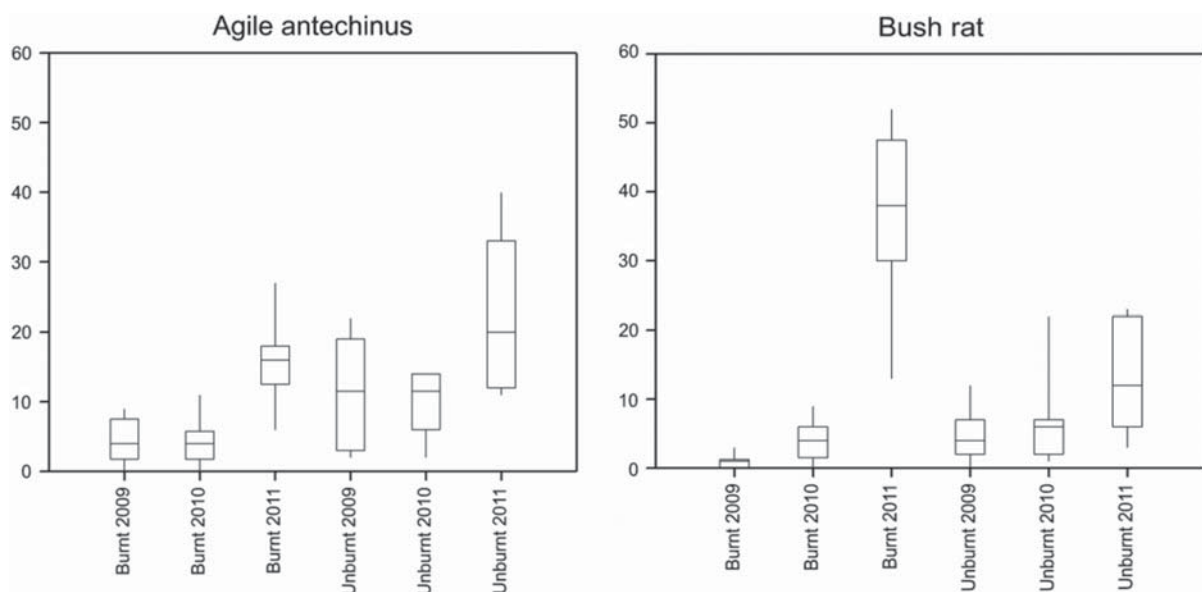 Agile antechinus
60
50
40
30
20
10
0
Burnt 2009
Burnt 2010
Burnt 2011
Unburnt 2009
Unburnt 2010
Unburnt 2011
Bush rat
60
50
40
30
20
10
0
Burnt 2009
Burnt 2010
Burnt 2011
Unburnt 2009
Unburnt 2010
Unburnt 2011